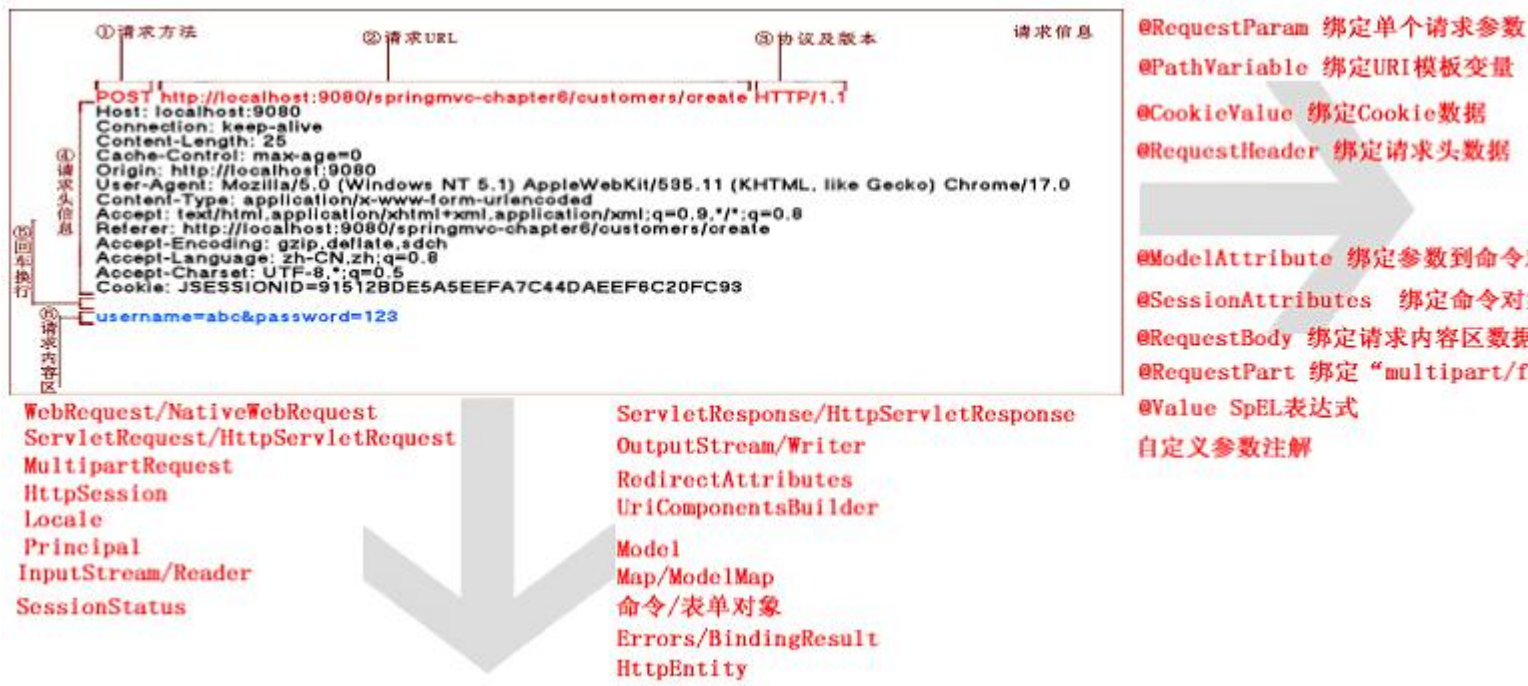 ①请求方法
②请求URL
③协议及版本
请求信息
POST http://localhost:9080/springmvc-chapter6/customers/create HTTP/1.1
Host: localhost:9080
Connection: keep-alive
Content-Length: 25
Cache-Control: max-age=0
Origin: http://localhost:9080
User-Agent: Mozilla/5.0 (Windows NT 5.1) AppleWebKit/535.11 (KHTML, like Gecko) Chrome/17.0
Content-Type: application/x-www-form-urlencoded
Accept: text/html,application/xhtml+xml,application/xml;q=0.9,*/*;q=0.8
Referer: http://localhost:9080/springmvc-chapter6/customers/create
Accept-Encoding: gzip,deflate,sdch
Accept-Language: zh-CN,zh;q=0.8
Accept-Charset: UTF-8,*;q=0.5
Cookie: JSESSIONID=91512BDE5A5EEFA7C44DAEEF6C20FC93
④请求头信息
⑤回车换行
username=abc&password=123
⑥请求内容区
@RequestParam 绑定单个请求参数
@PathVariable 绑定URI模板变量
@CookieValue 绑定Cookie数据
@RequestHeader 绑定请求头数据
@ModelAttribute 绑定参数到命令
@SessionAttributes 绑定命令对
@RequestBody 绑定请求内容区数据
@RequestPart 绑定“multipart/f
@Value SpEL表达式
自定义参数注解
WebRequest/NativeWebRequest
ServletRequest/HttpServletRequest
MultipartRequest
HttpSession
Locale
Principal
InputStream/Reader
SessionStatus
ServletResponse/HttpServletResponse
OutputStream/Writer
RedirectAttributes
UriComponentsBuilder
Model
Map/ModelMap
命令/表单对象
Errors/BindingResult
HttpEntity